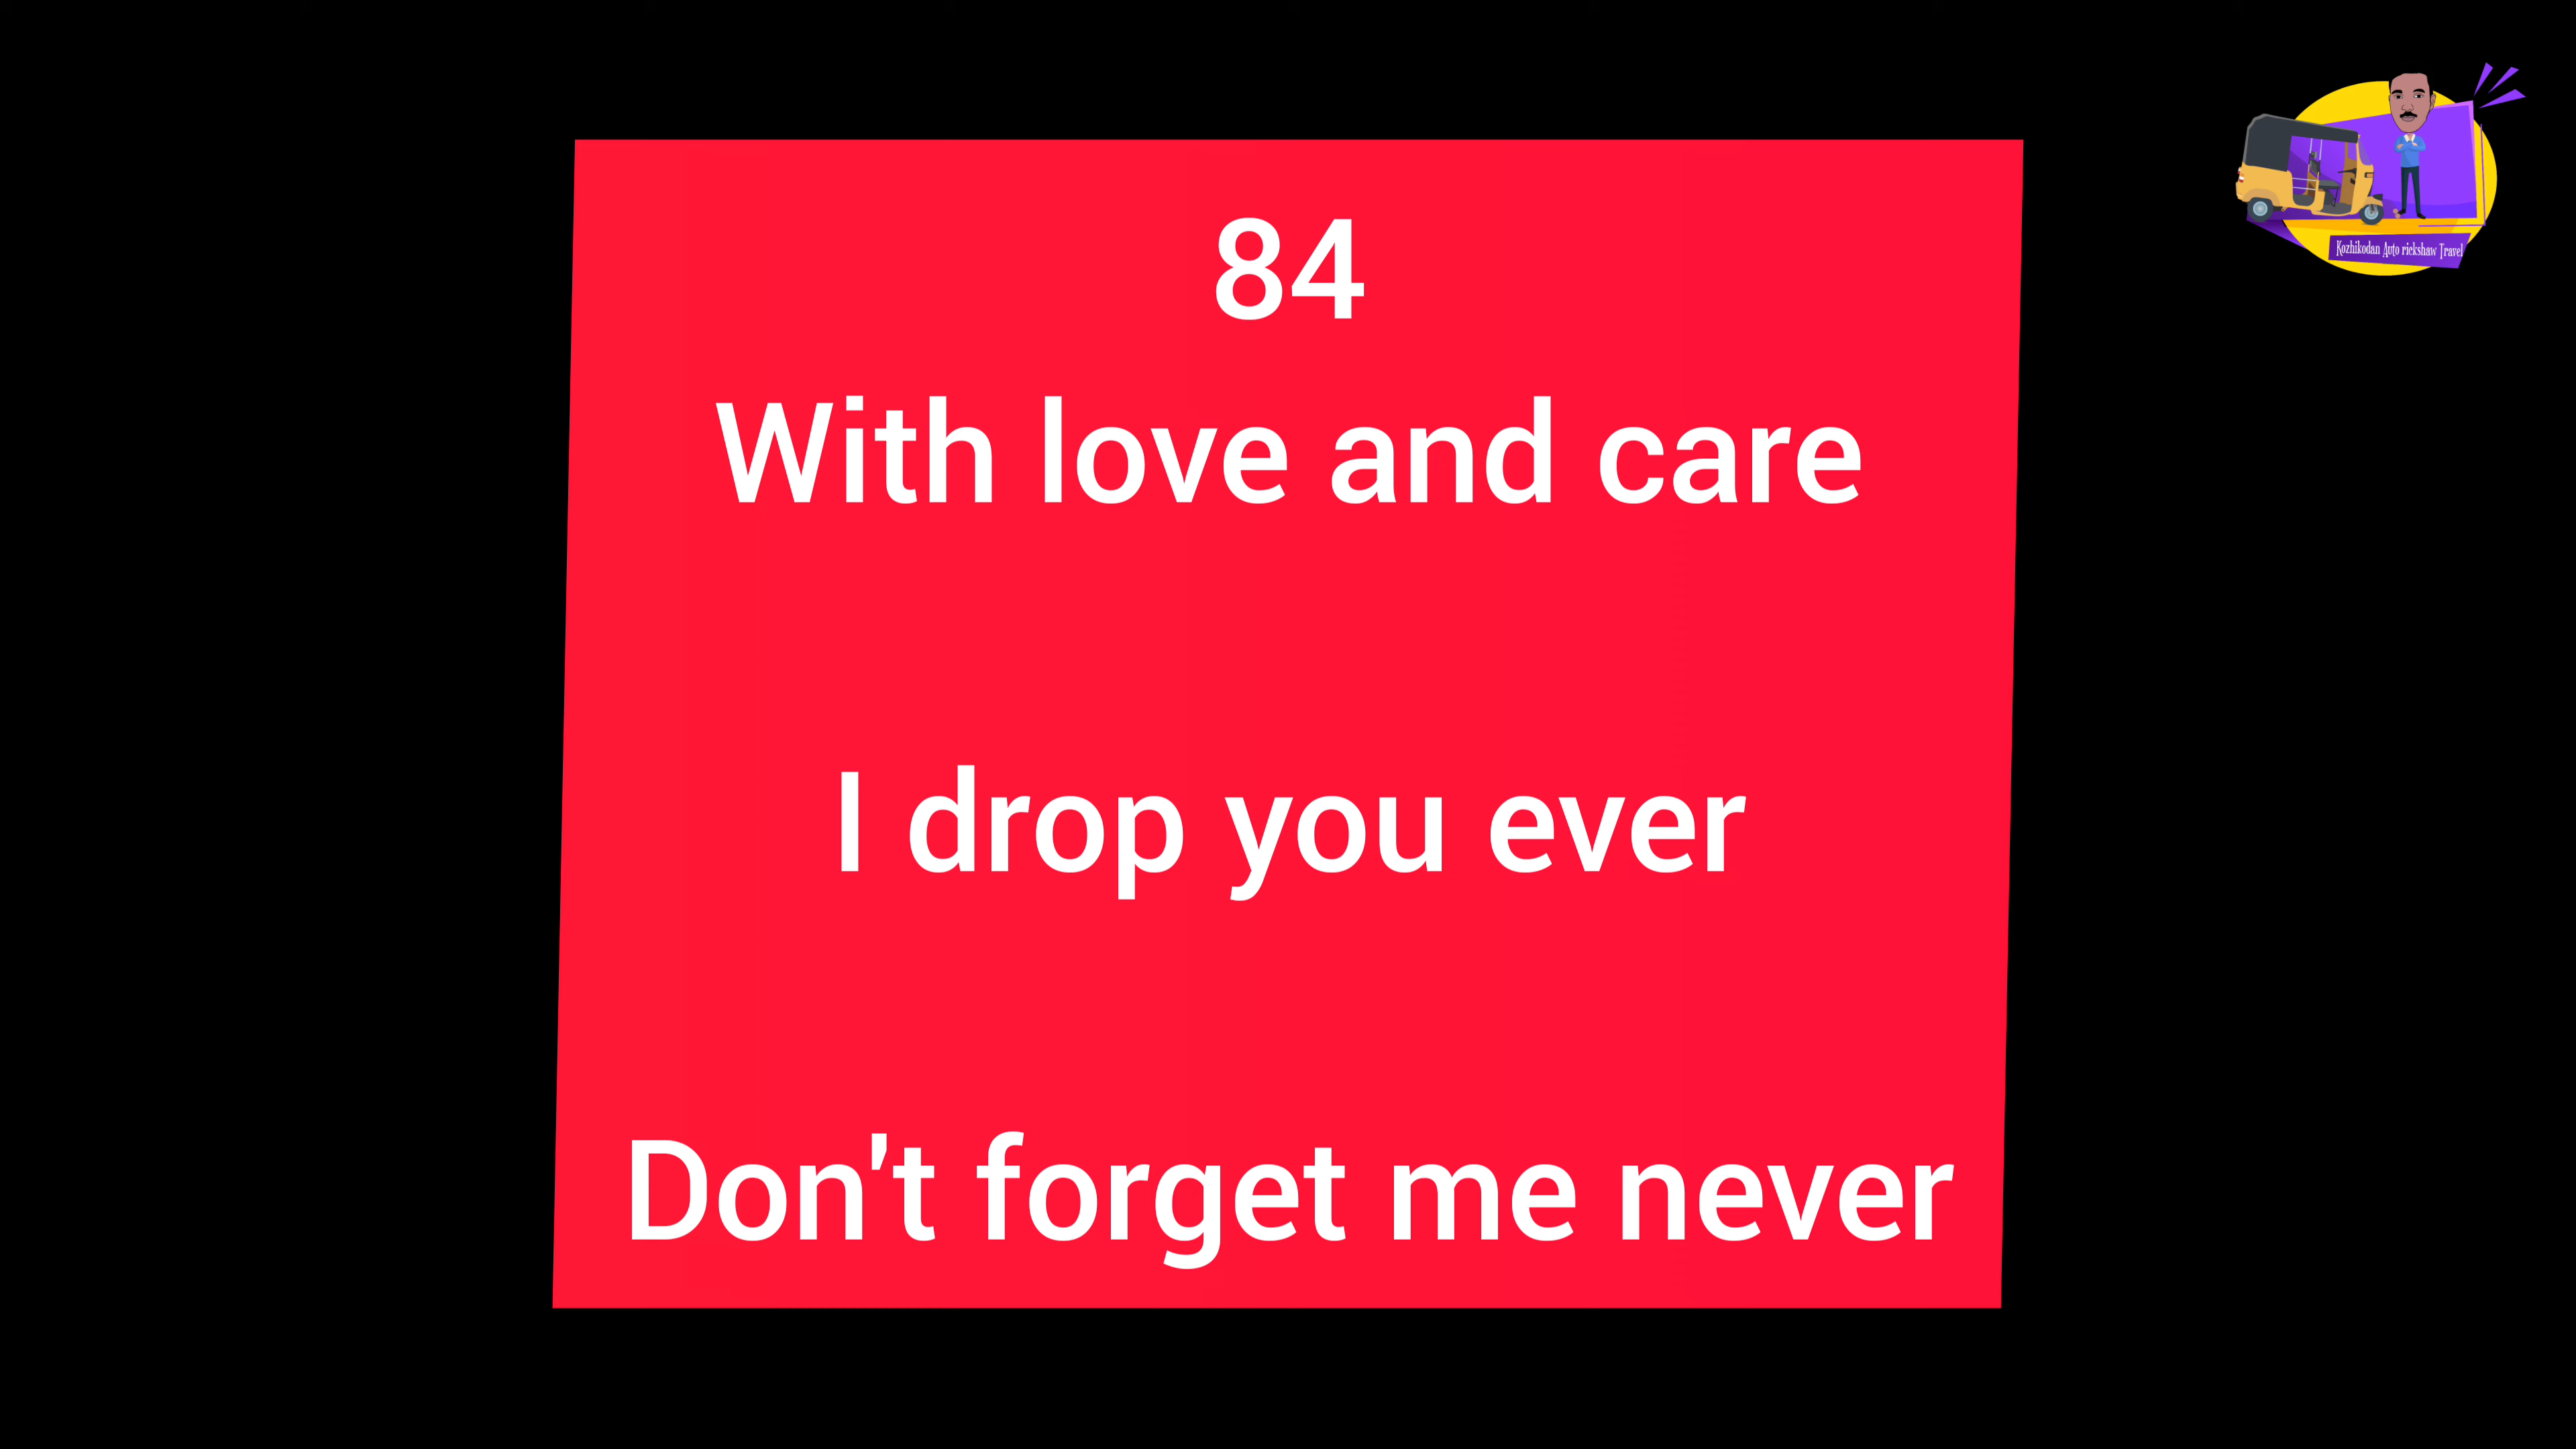 84
With love and care
I drop you ever
Don't forget me never
Kozhikodan Auto rickshaw Travel